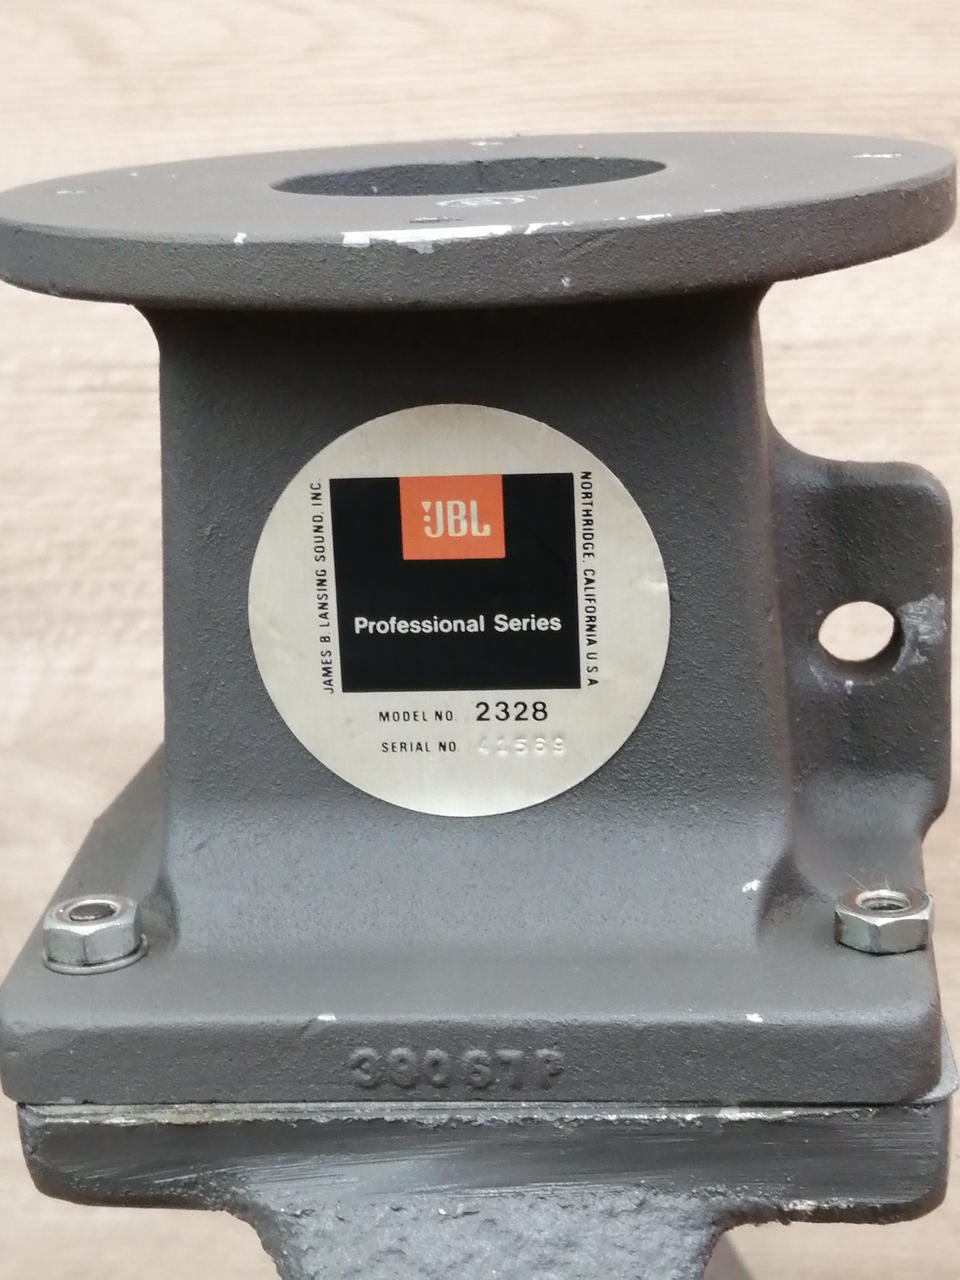 JBL
Professional Series
JAMES B. LANSING SOUND, INC.
NORTHRIDGE, CALIFORNIA U.S.A.
MODEL NO. 2328
SERIAL NO. 41569